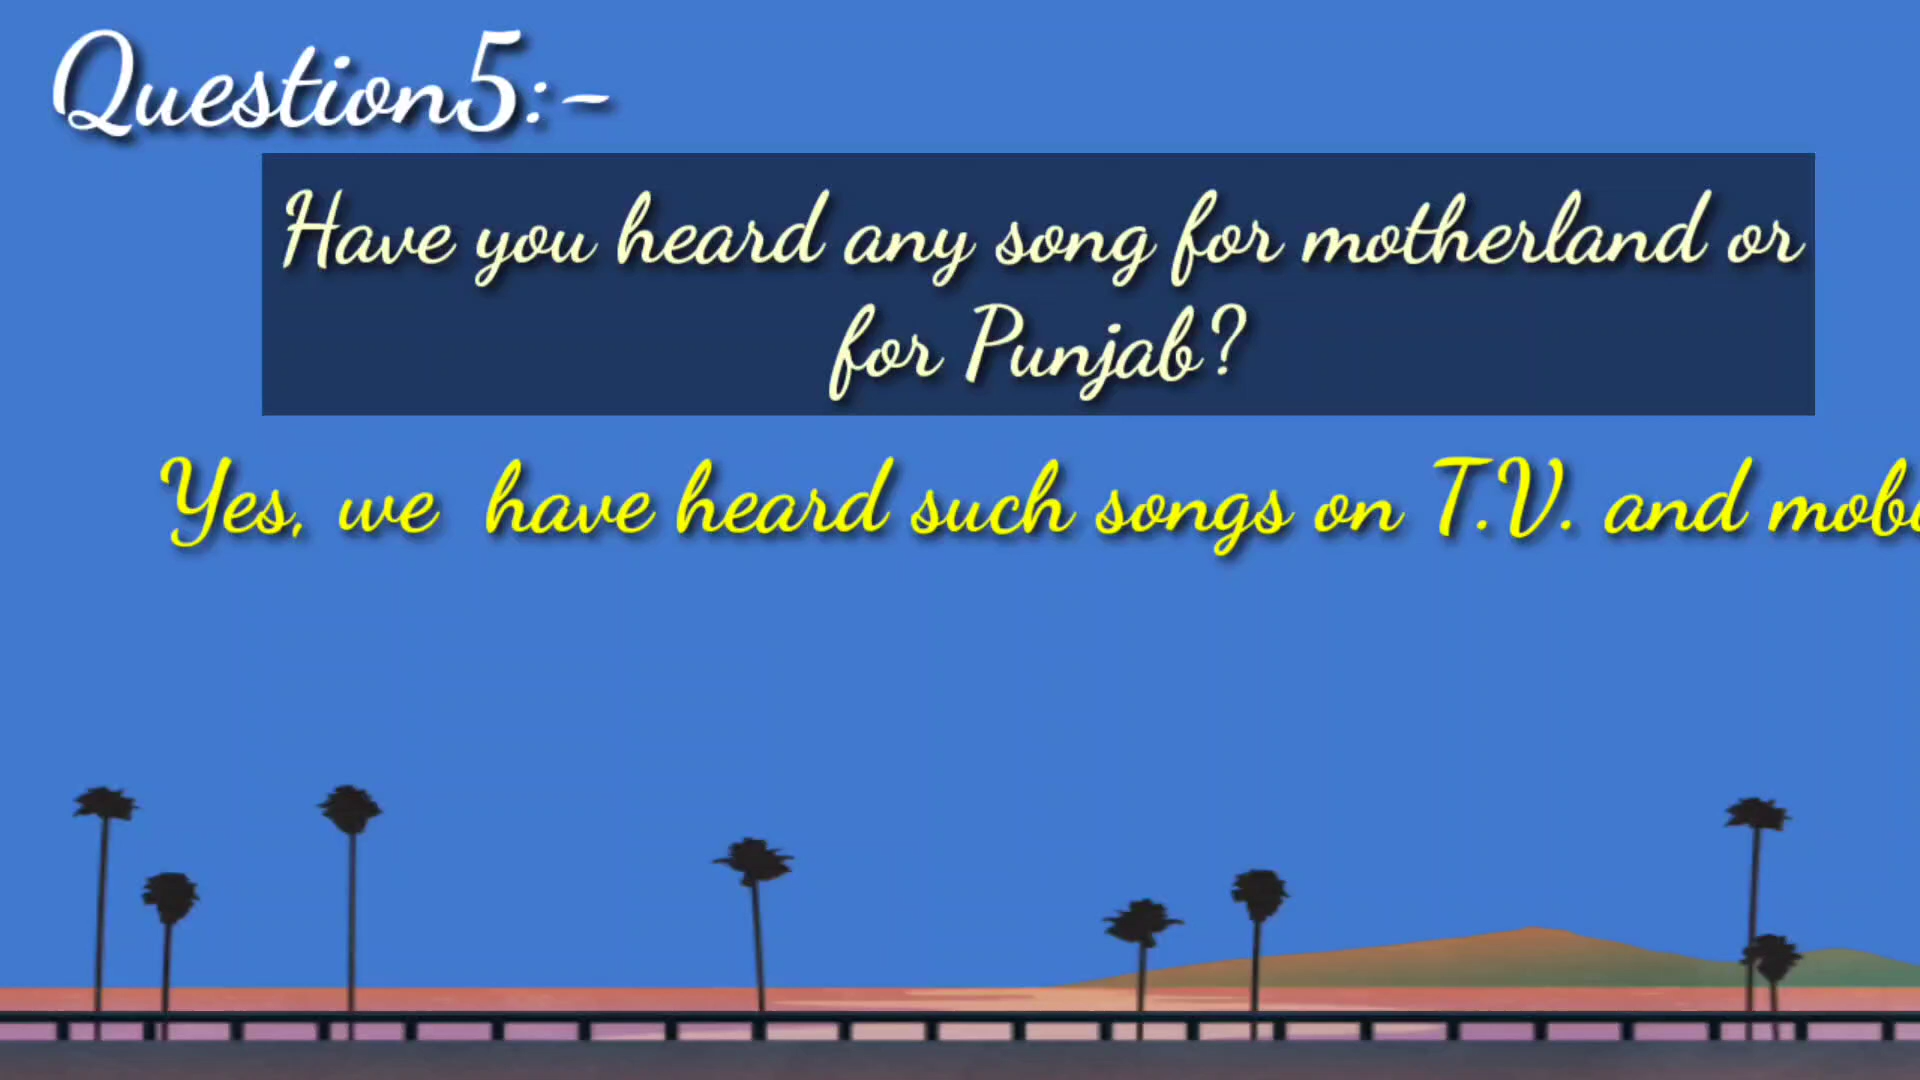 Question5:-
Have you heard any song for motherland or
for Punjab?
Yes, we have heard such songs on T.V. and